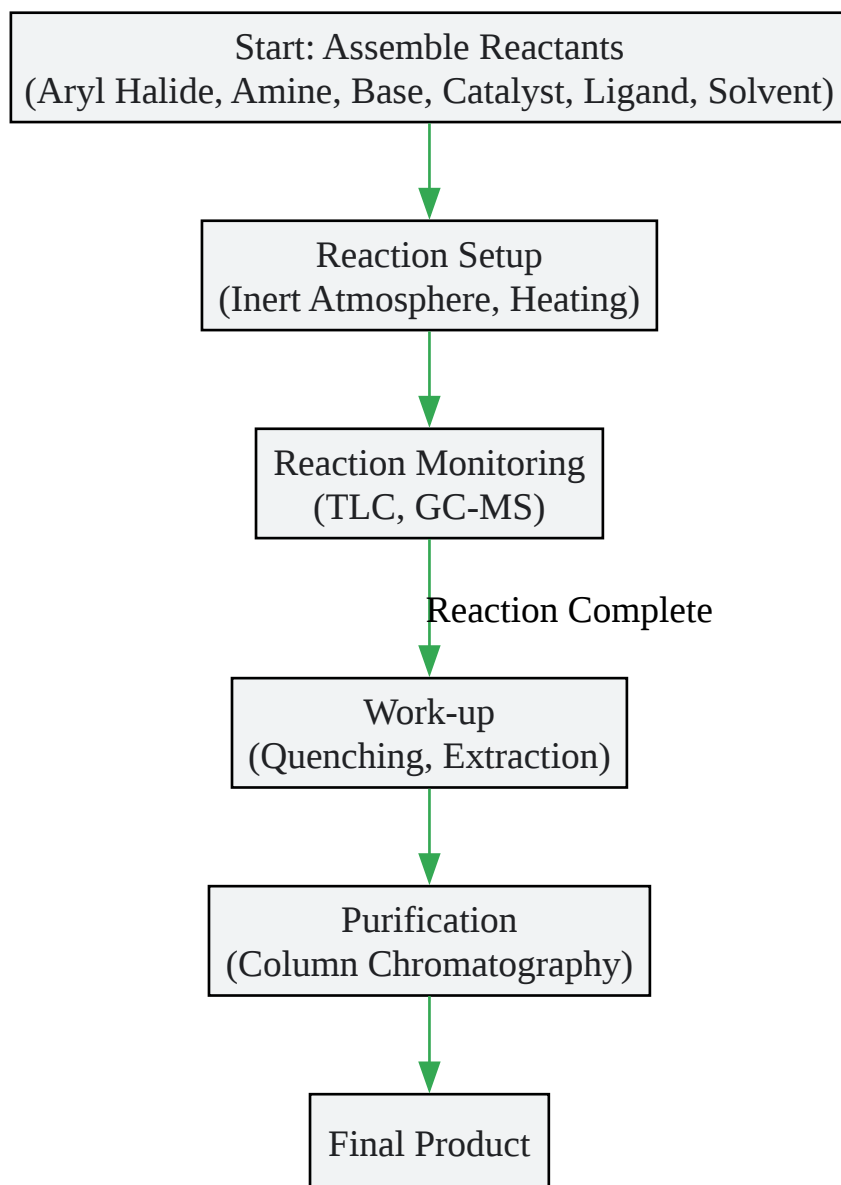 Start: Assemble Reactants
(Aryl Halide, Amine, Base, Catalyst, Ligand, Solvent)
Reaction Setup
(Inert Atmosphere, Heating)
Reaction Monitoring
(TLC, GC-MS)
Reaction Complete
Work-up
(Quenching, Extraction)
Purification
(Column Chromatography)
Final Product